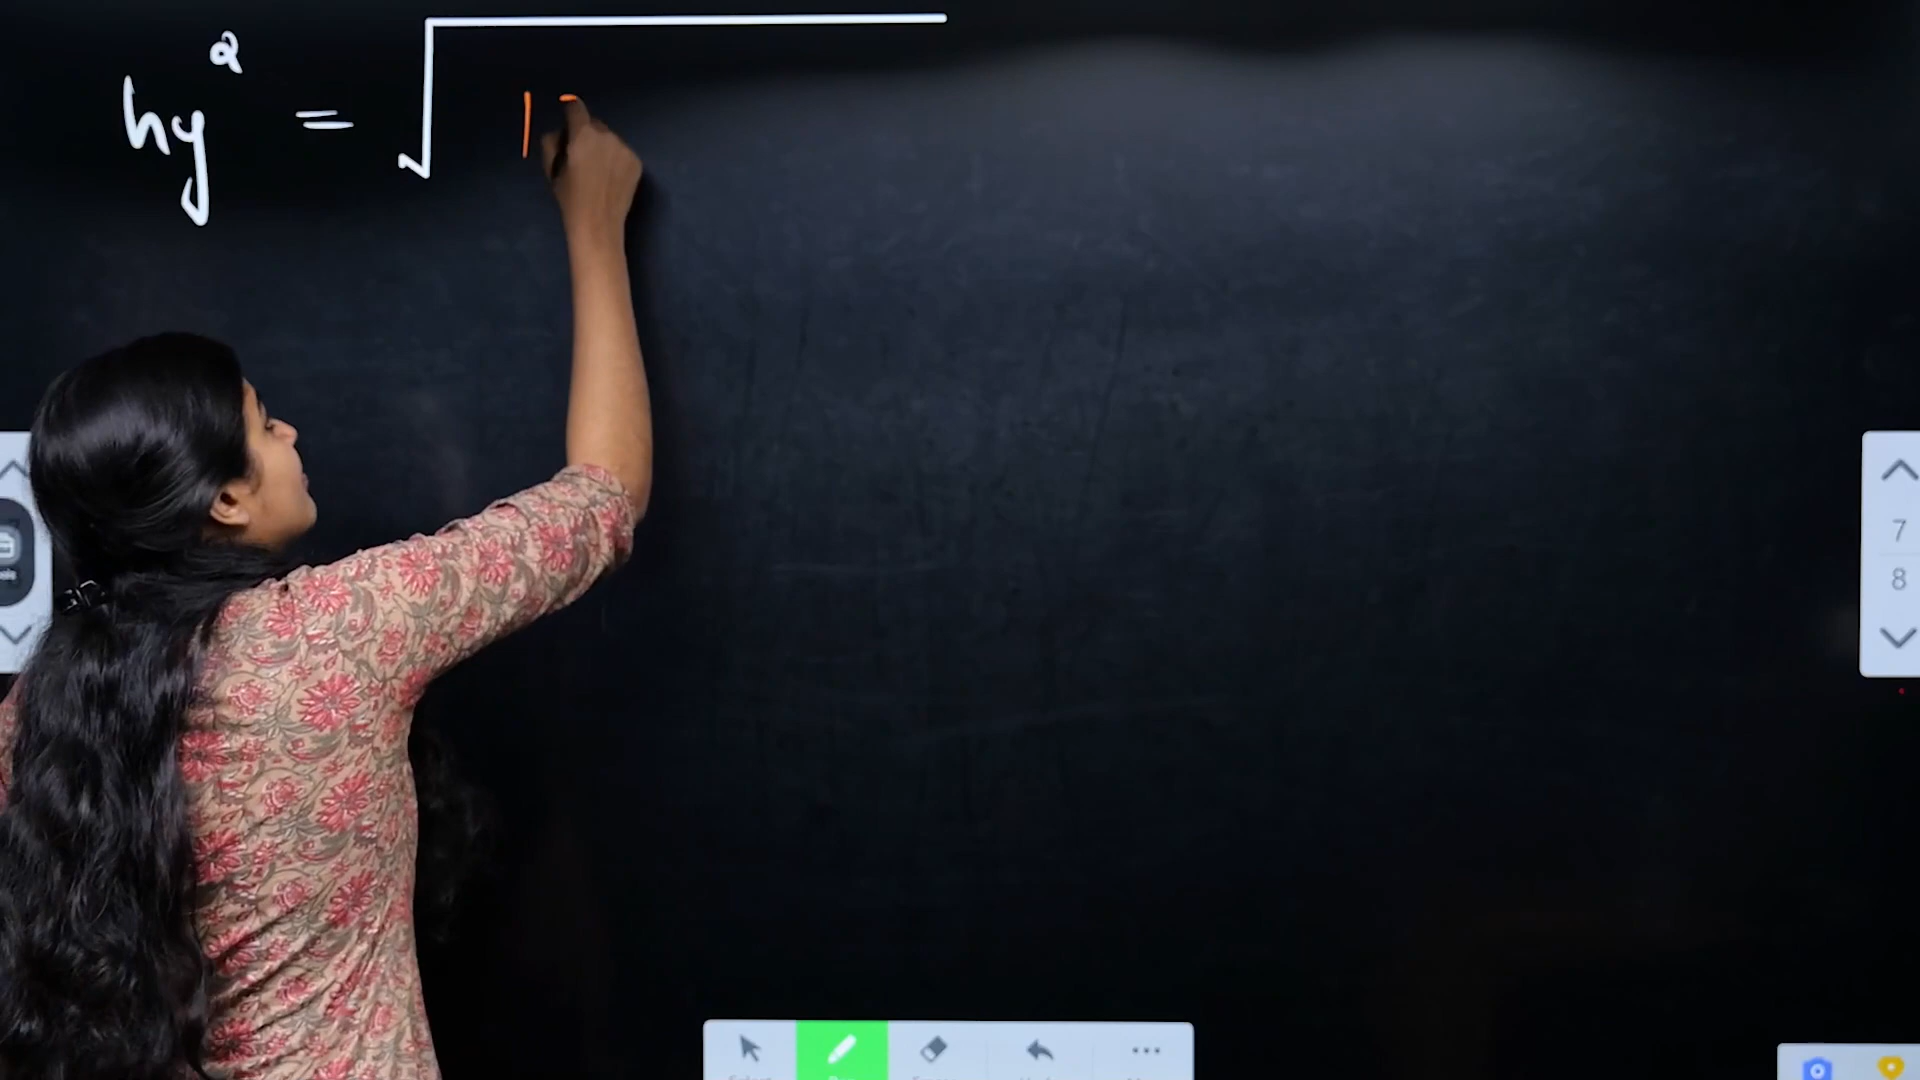 hy² = √1
7
8